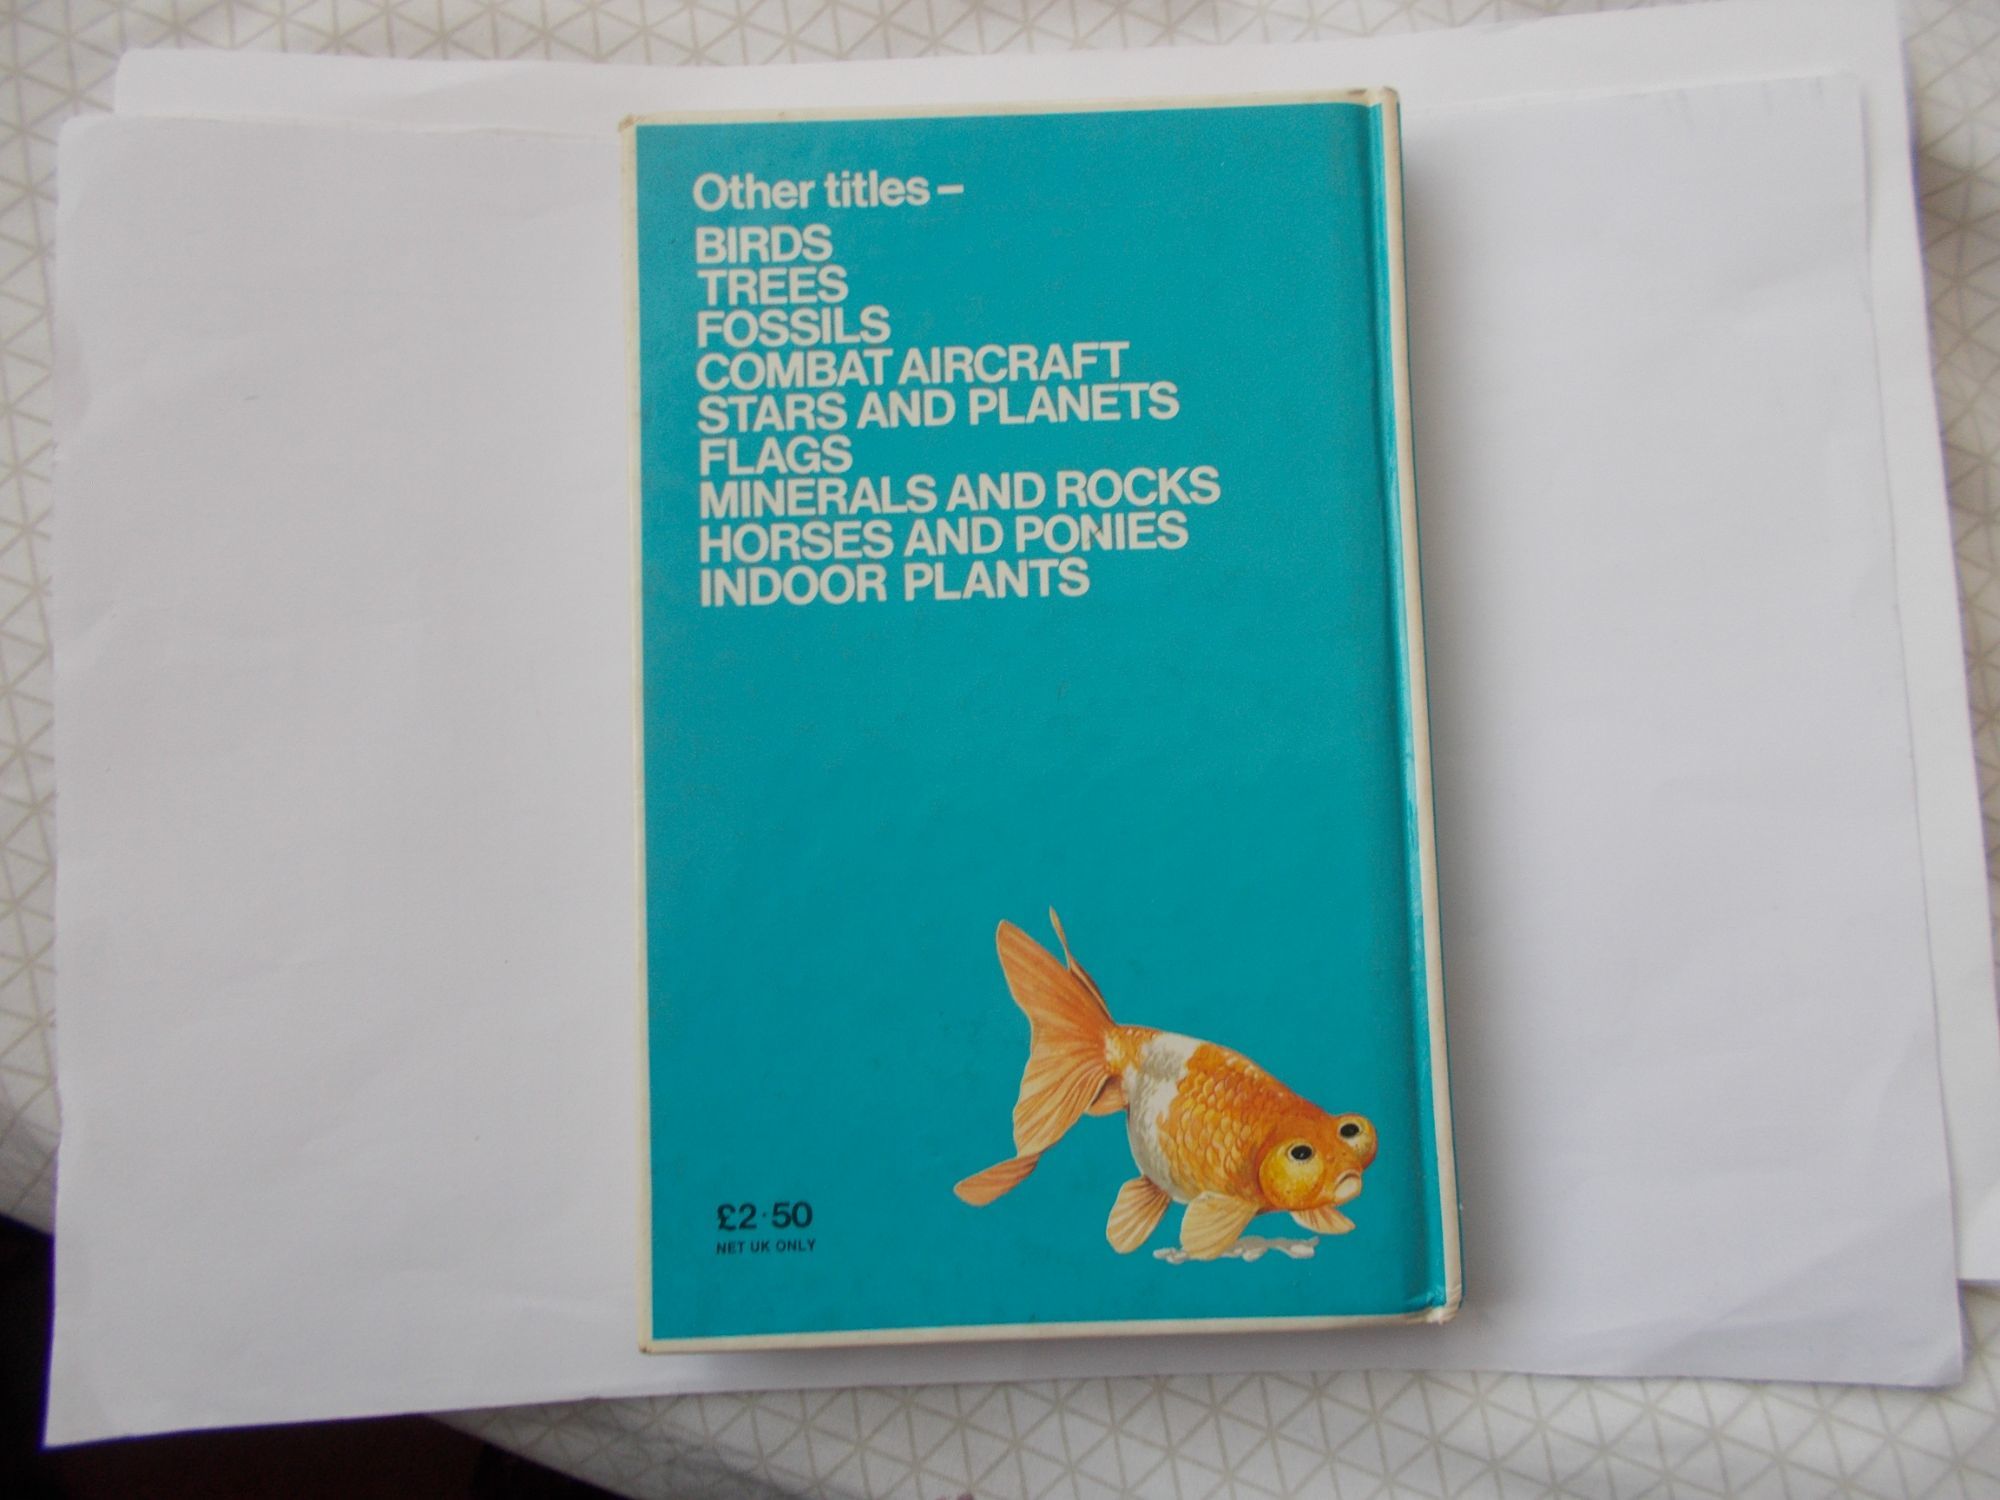 Other titles –
BIRDS
TREES
FOSSILS
COMBAT AIRCRAFT
STARS AND PLANETS
FLAGS
MINERALS AND ROCKS
HORSES AND PONIES
INDOOR PLANTS
£2·50
NET UK ONLY